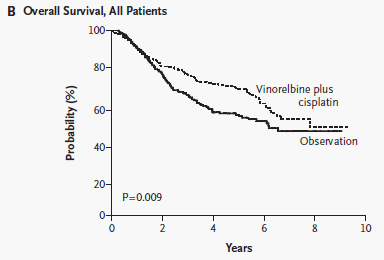 B Overall Survival, All Patients
100
80
60
40
20
0
Probability (%)
Vinorelbine plus
cisplatin
Observation
P=0.009
0 2 4 6 8 10
Years